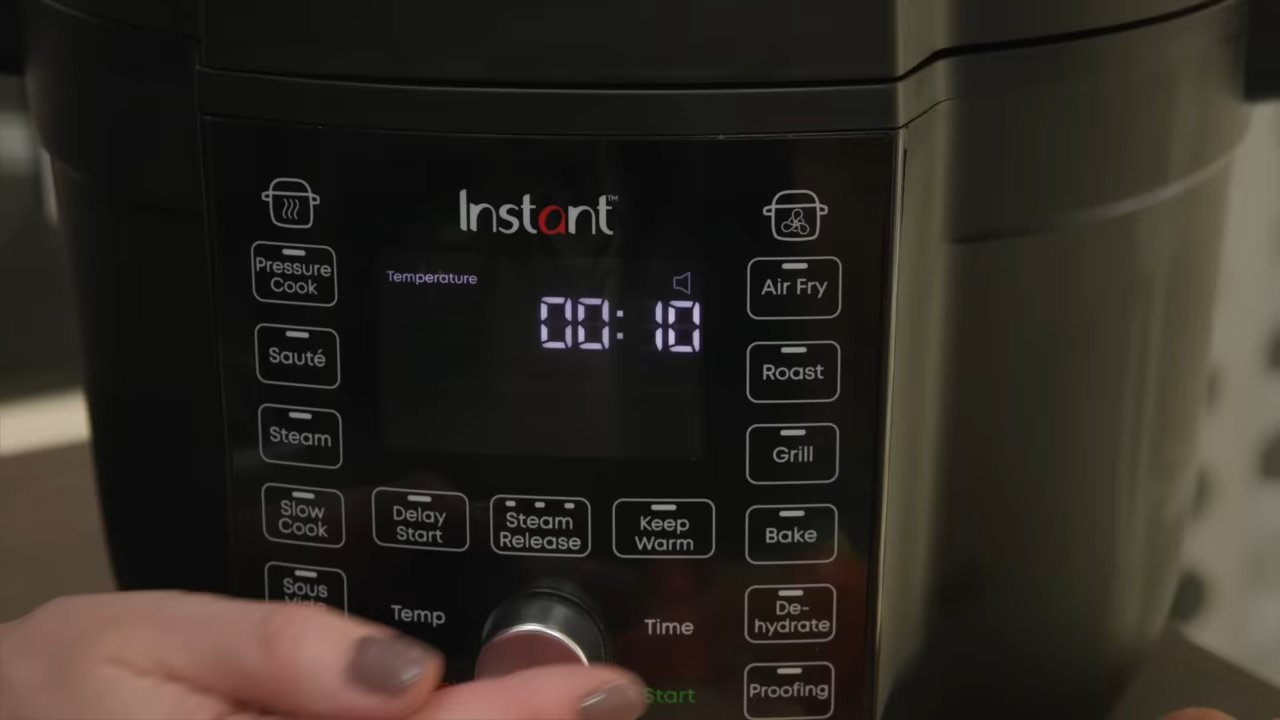 Instant™
Pressure
Cook
Sauté
Steam
Slow
Cook
Sous
Temperature
00:10
Delay
Start
Steam
Release
Keep
Warm
Temp
Time
Start
Air Fry
Roast
Grill
Bake
De-
hydrate
Proofing